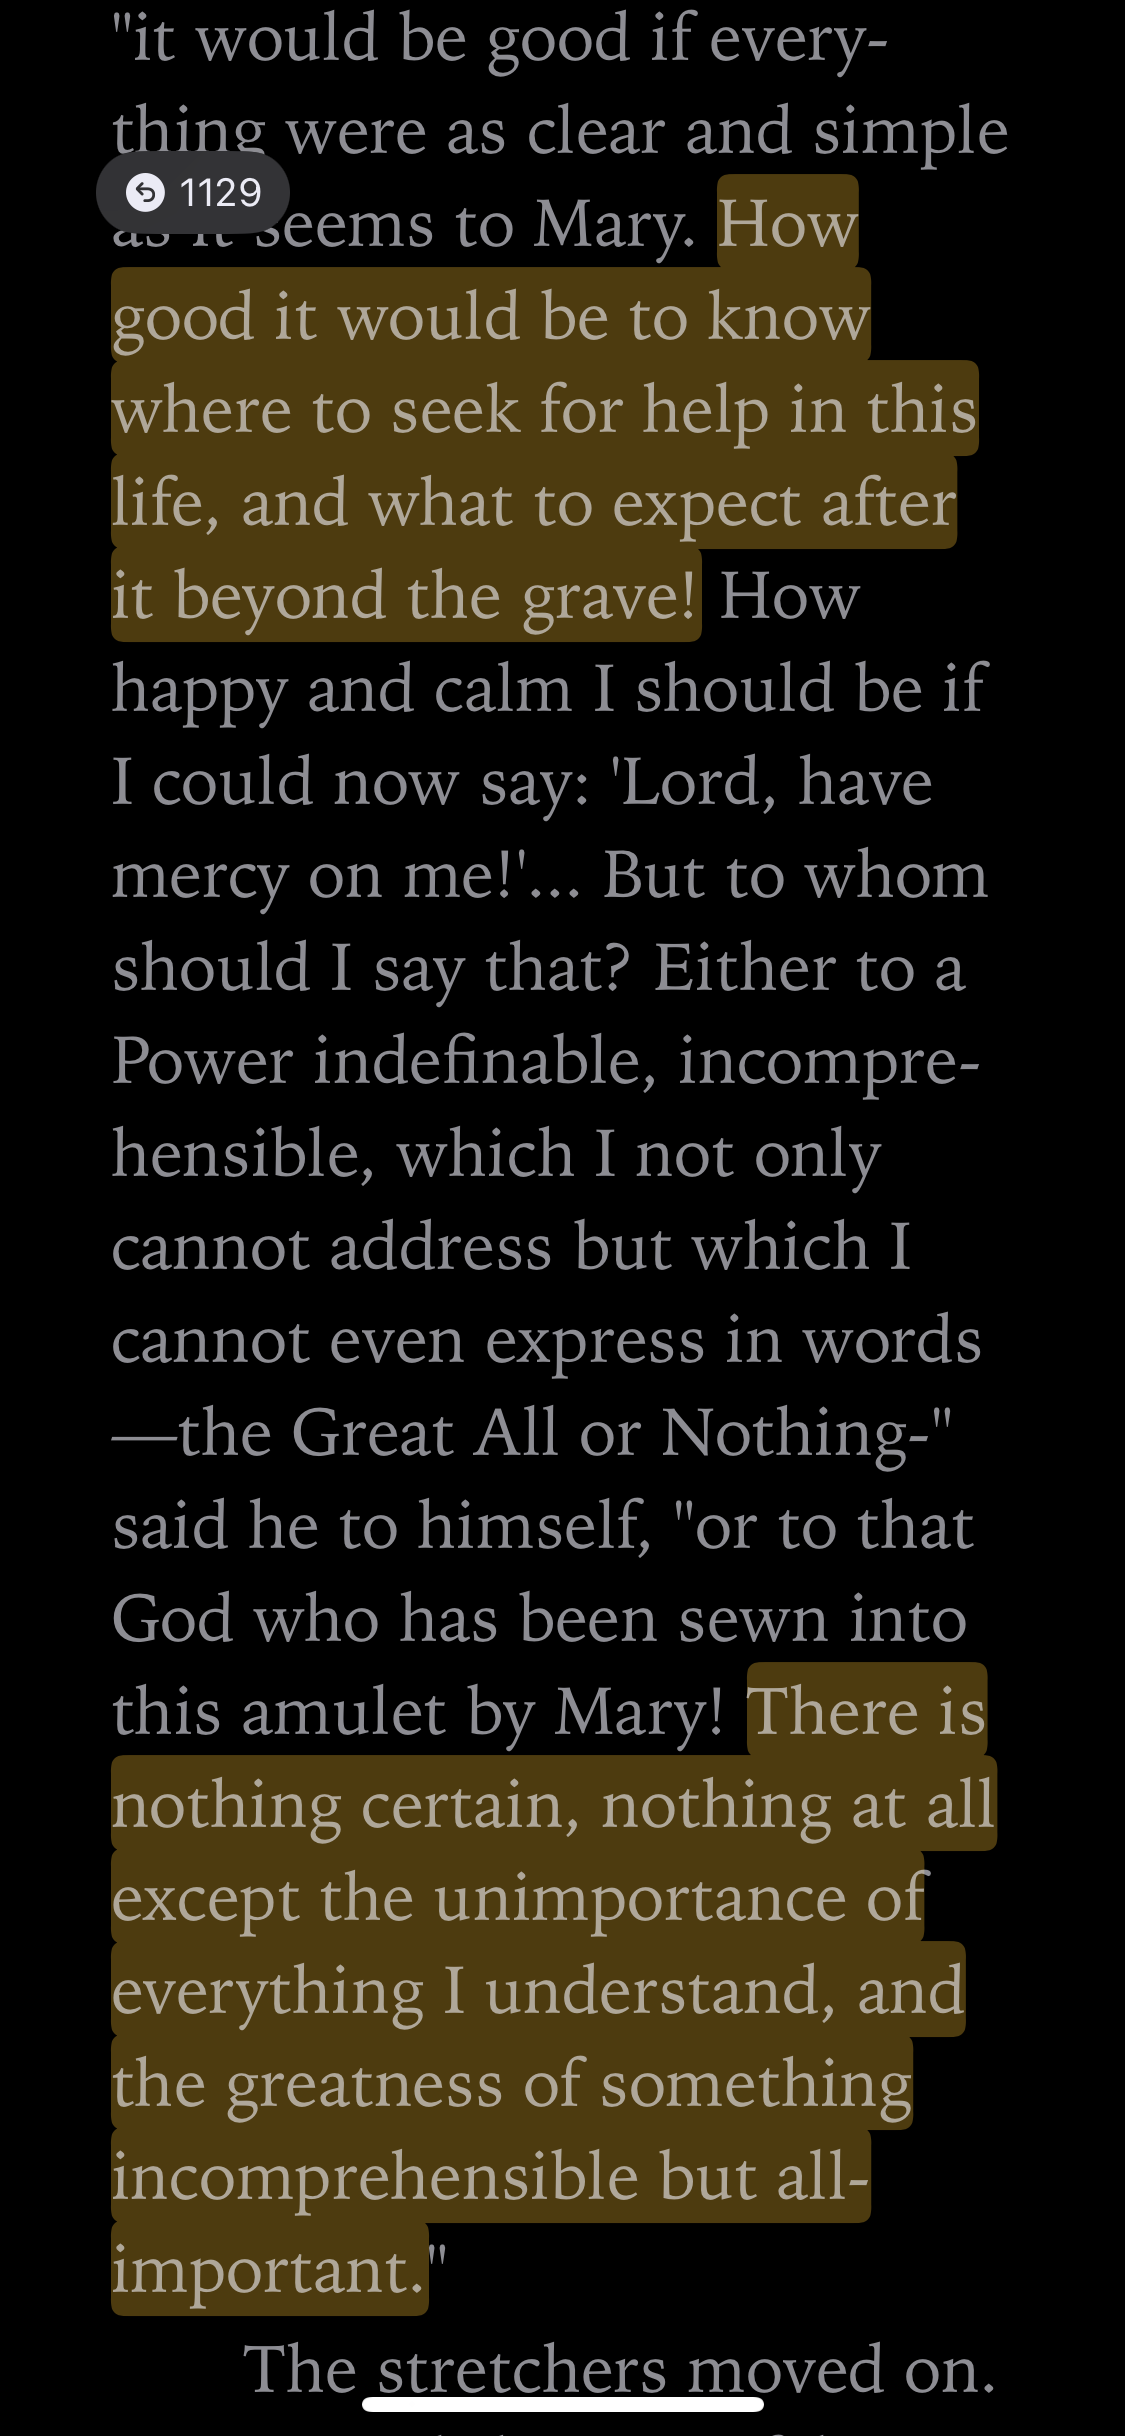 "it would be good if every-
thing were as clear and simple
1129
as it seems to Mary. How
good it would be to know
where to seek for help in this
life, and what to expect after
it beyond the grave! How
happy and calm I should be if
I could now say: 'Lord, have
mercy on me!'... But to whom
should I say that? Either to a
Power indefinable, incompre-
hensible, which I not only
cannot address but which I
cannot even express in words
—the Great All or Nothing-"
said he to himself, "or to that
God who has been sewn into
this amulet by Mary! There is
nothing certain, nothing at all
except the unimportance of
everything I understand, and
the greatness of something
incomprehensible but all-
important."
The stretchers moved on.